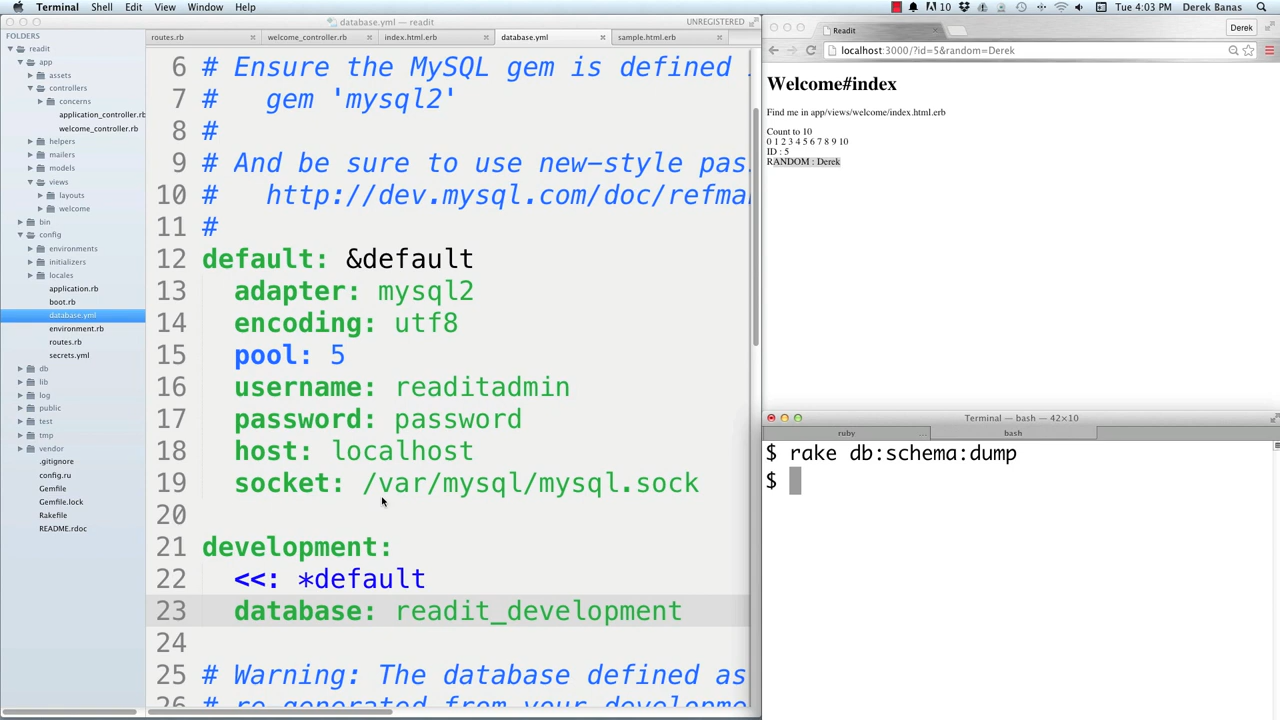 Terminal Shell Edit View Window Help
10 Tue 4:03 PM Derek Banas
database.yml — readit
UNREGISTERED
FOLDERS
readit
app
assets
controllers
concerns
application_controller.rb
welcome_controller.rb
helpers
mailers
models
views
layouts
welcome
bin
config
environments
initializers
locales
application.rb
boot.rb
database.yml
environment.rb
routes.rb
secrets.yml
db
lib
log
public
test
tmp
vendor
.gitignore
config.ru
Gemfile
Gemfile.lock
Rakefile
README.rdoc
routes.rb welcome_controller.rb index.html.erb database.yml sample.html.erb
6 # Ensure the MySQL gem is defined
7 # gem 'mysql2'
8 #
9 # And be sure to use new-style pas
10 # http://dev.mysql.com/doc/refma
11 #
12 default: &default
13 adapter: mysql2
14 encoding: utf8
15 pool: 5
16 username: readitadmin
17 password: password
18 host: localhost
19 socket: /var/mysql/mysql.sock
20
21 development:
22 <<: *default
23 database: readit_development
24
25 # Warning: The database defined as
26 # re-generated from your developme
Readit
Derek
localhost:3000/?id=5&random=Derek
Welcome#index
Find me in app/views/welcome/index.html.erb
Count to 10
0 1 2 3 4 5 6 7 8 9 10
ID : 5
RANDOM : Derek
Terminal — bash — 42×10
ruby bash
$ rake db:schema:dump
$